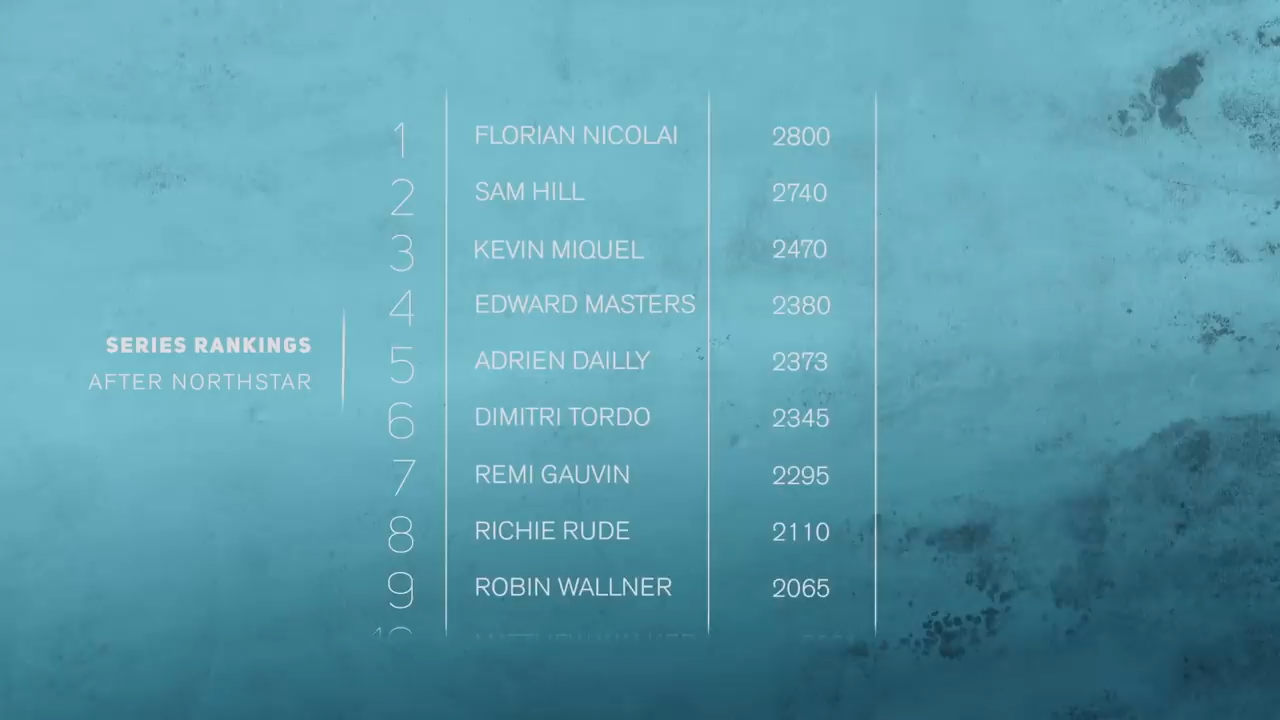 SERIES RANKINGS
AFTER NORTHSTAR
1 FLORIAN NICOLAI 2800
2 SAM HILL 2740
3 KEVIN MIQUEL 2470
4 EDWARD MASTERS 2380
5 ADRIEN DAILLY 2373
6 DIMITRI TORDO 2345
7 REMI GAUVIN 2295
8 RICHIE RUDE 2110
9 ROBIN WALLNER 2065
10